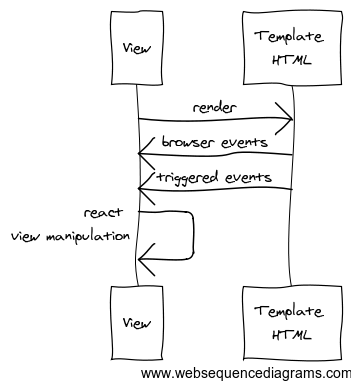 View
Template
HTML
render
browser events
triggered events
react
view manipulation
View
Template
HTML
www.websequencediagrams.com